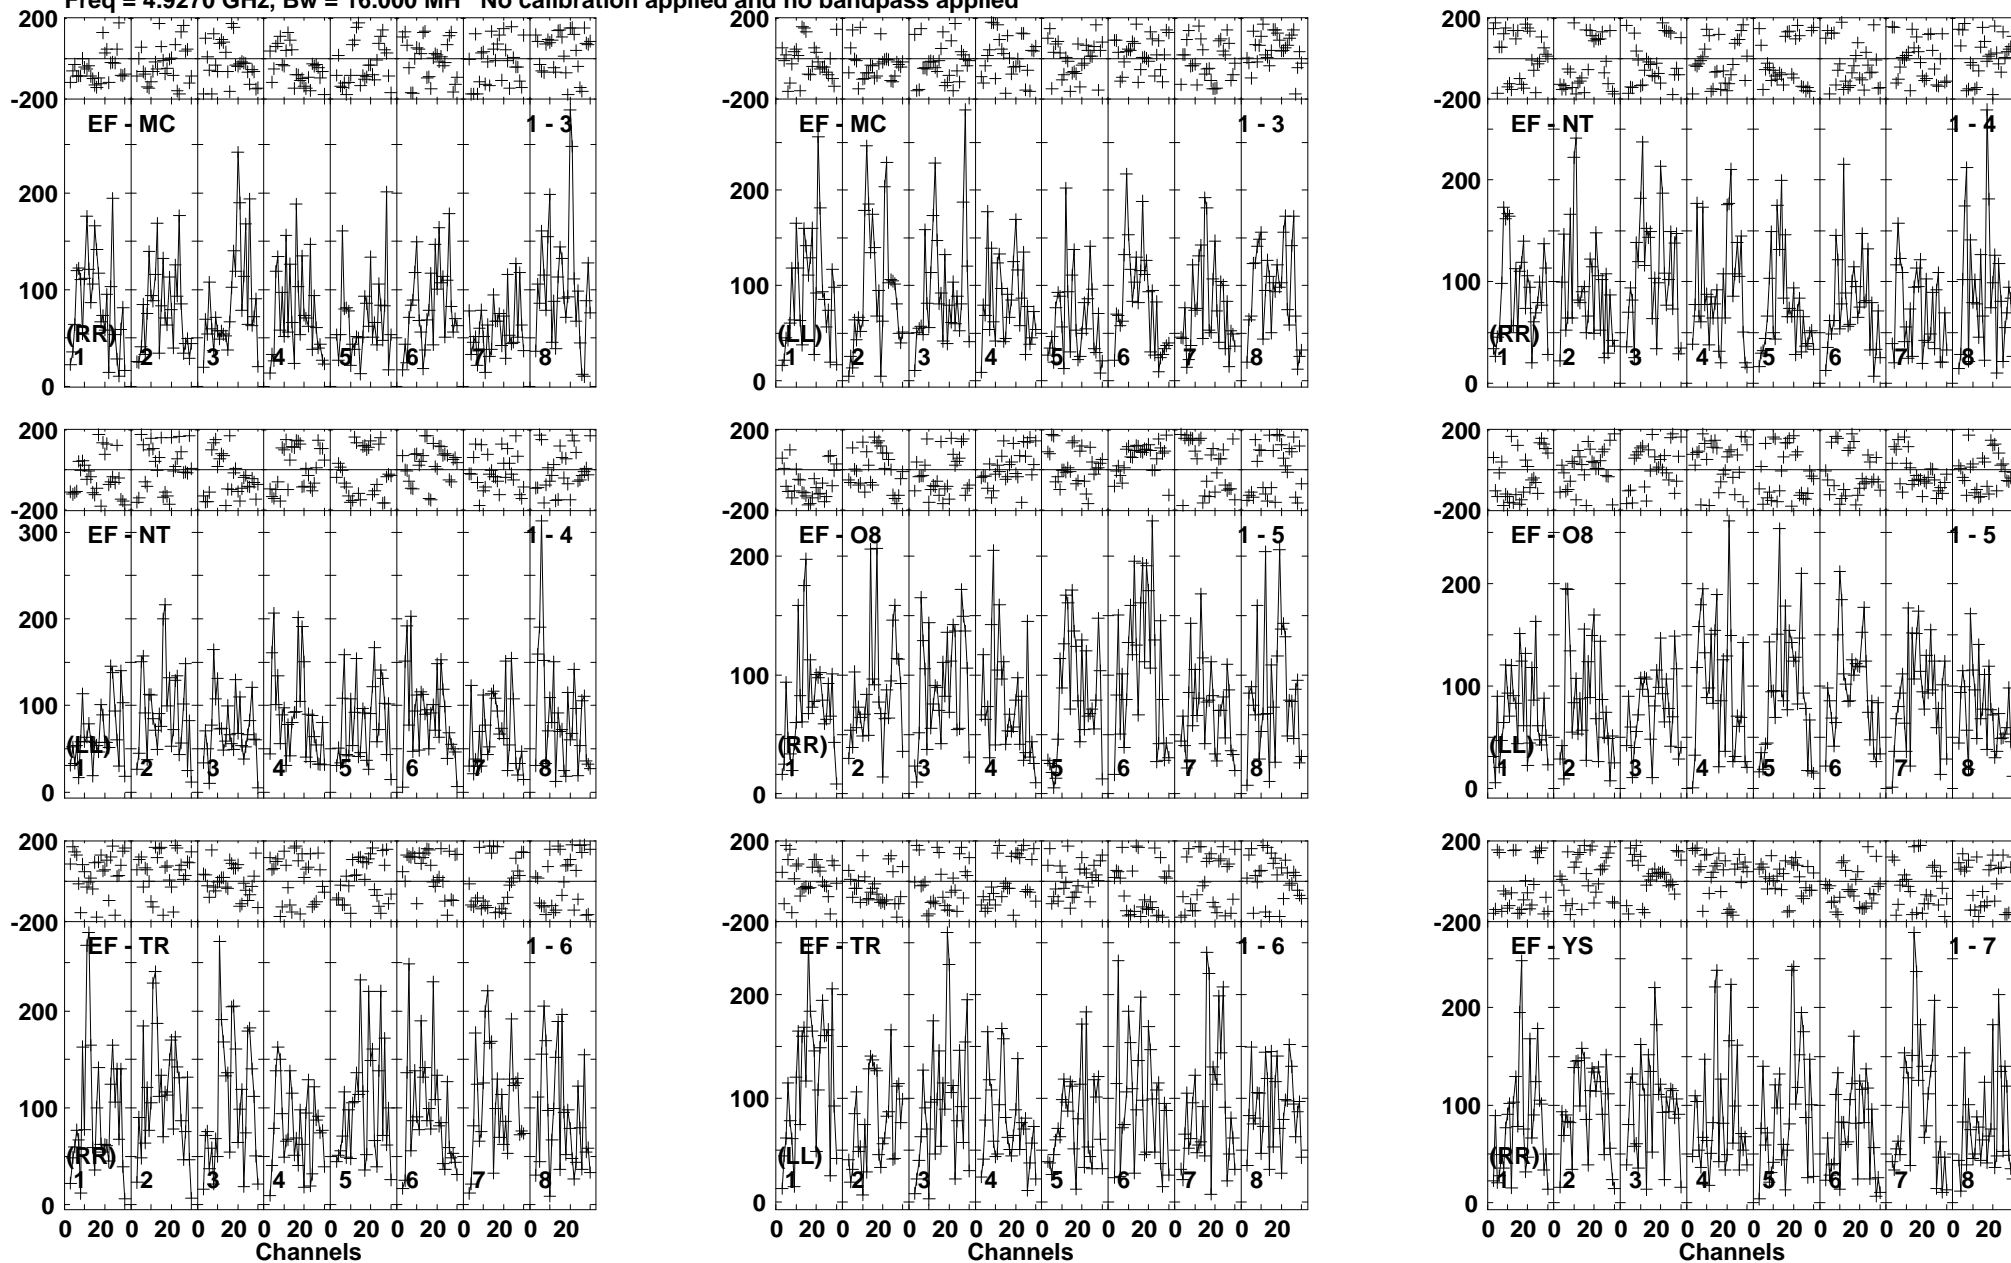 Freq = 4.9270 GHz, Bw = 16.000 MH No calibration applied and no bandpass applied
200 200 200
-200 -200 -200
EF - MC 1 - 3 EF - MC 1 - 3 EF - NT 1 - 4
200 200 200
100 100 100
(RR) (LL) (RR)
1 2 3 4 5 6 7 8 1 2 3 4 5 6 7 8 1 2 3 4 5 6 7 8
0 0 0
200 200 200
-200 -200 -200
300
EF - NT 1 - 4 EF - O8 1 - 5 EF - O8 1 - 5
200 200 200
100 100 100
(LL) (RR) (LL)
1 2 3 4 5 6 7 8 1 2 3 4 5 6 7 8 1 2 3 4 5 6 7 8
0 0 0
200 200 200
-200 -200 -200
EF - TR 1 - 6 EF - TR 1 - 6 EF - YS 1 - 7
200 200 200
100 100 100
(RR) (LL) (RR)
1 2 3 4 5 6 7 8 1 2 3 4 5 6 7 8 1 2 3 4 5 6 7 8
0 0 0
0 20 0 20 0 20 0 20 0 20 0 20 0 20 0 20 0 20 0 20 0 20 0 20 0 20 0 20 0 20 0 20 0 20 0 20 0 20 0 20 0 20 0 20 0 20 0 20
Channels Channels Channels